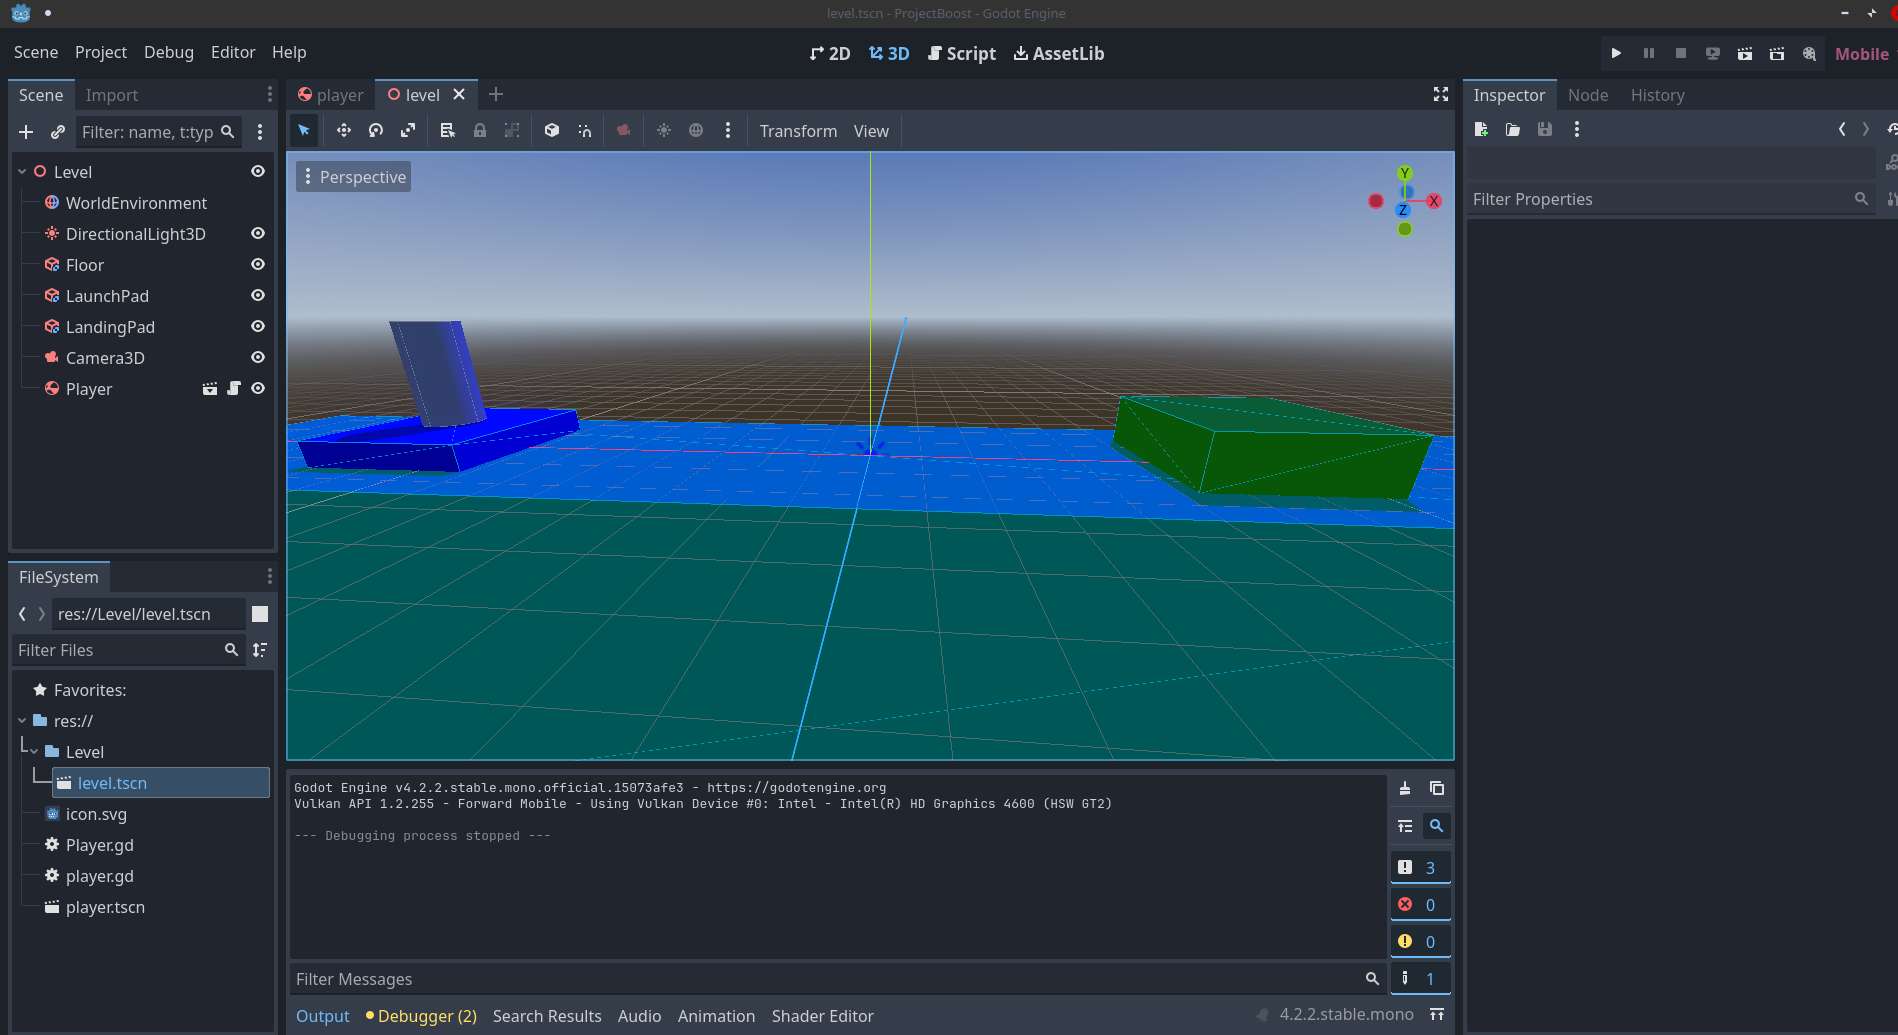 level.tscn - ProjectBoost - Godot Engine
Scene Project Debug Editor Help
2D 3D Script AssetLib
Mobile
Scene Import
Filter: name, t:typ
Level
WorldEnvironment
DirectionalLight3D
Floor
LaunchPad
LandingPad
Camera3D
Player
FileSystem
res://Level/level.tscn
Filter Files
Favorites:
res://
Level
level.tscn
icon.svg
Player.gd
player.gd
player.tscn
player level
Transform View
Perspective
Y
X
Z
Godot Engine v4.2.2.stable.mono.official.15073afe3 - https://godotengine.org
Vulkan API 1.2.255 - Forward Mobile - Using Vulkan Device #0: Intel - Intel(R) HD Graphics 4600 (HSW GT2)
--- Debugging process stopped ---
3
0
0
1
Filter Messages
Output Debugger (2) Search Results Audio Animation Shader Editor 4.2.2.stable.mono
Inspector Node History
Filter Properties